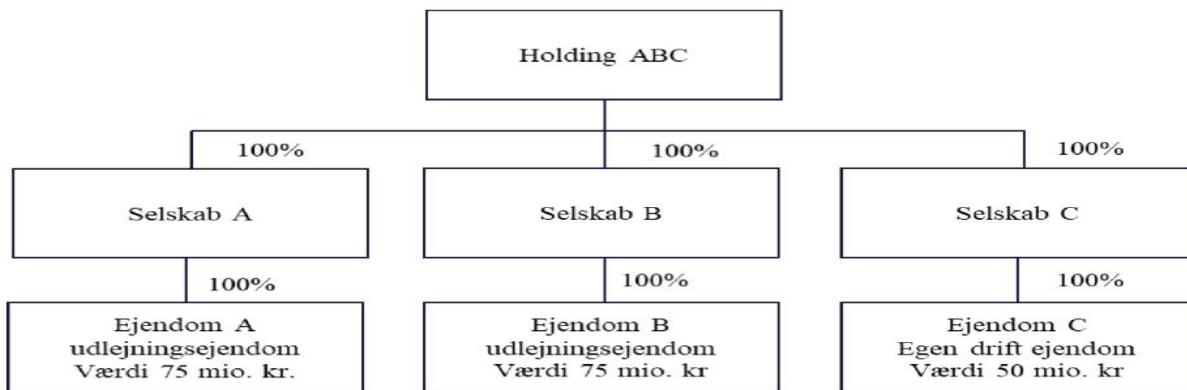 Holding ABC
100%
100%
100%
Selskab A
Selskab B
Selskab C
100%
100%
100%
Ejendom A
udlejningsejendom
Værdi 75 mio. kr.
Ejendom B
udlejningsejendom
Værdi 75 mio. kr
Ejendom C
Egen drift ejendom
Værdi 50 mio. kr